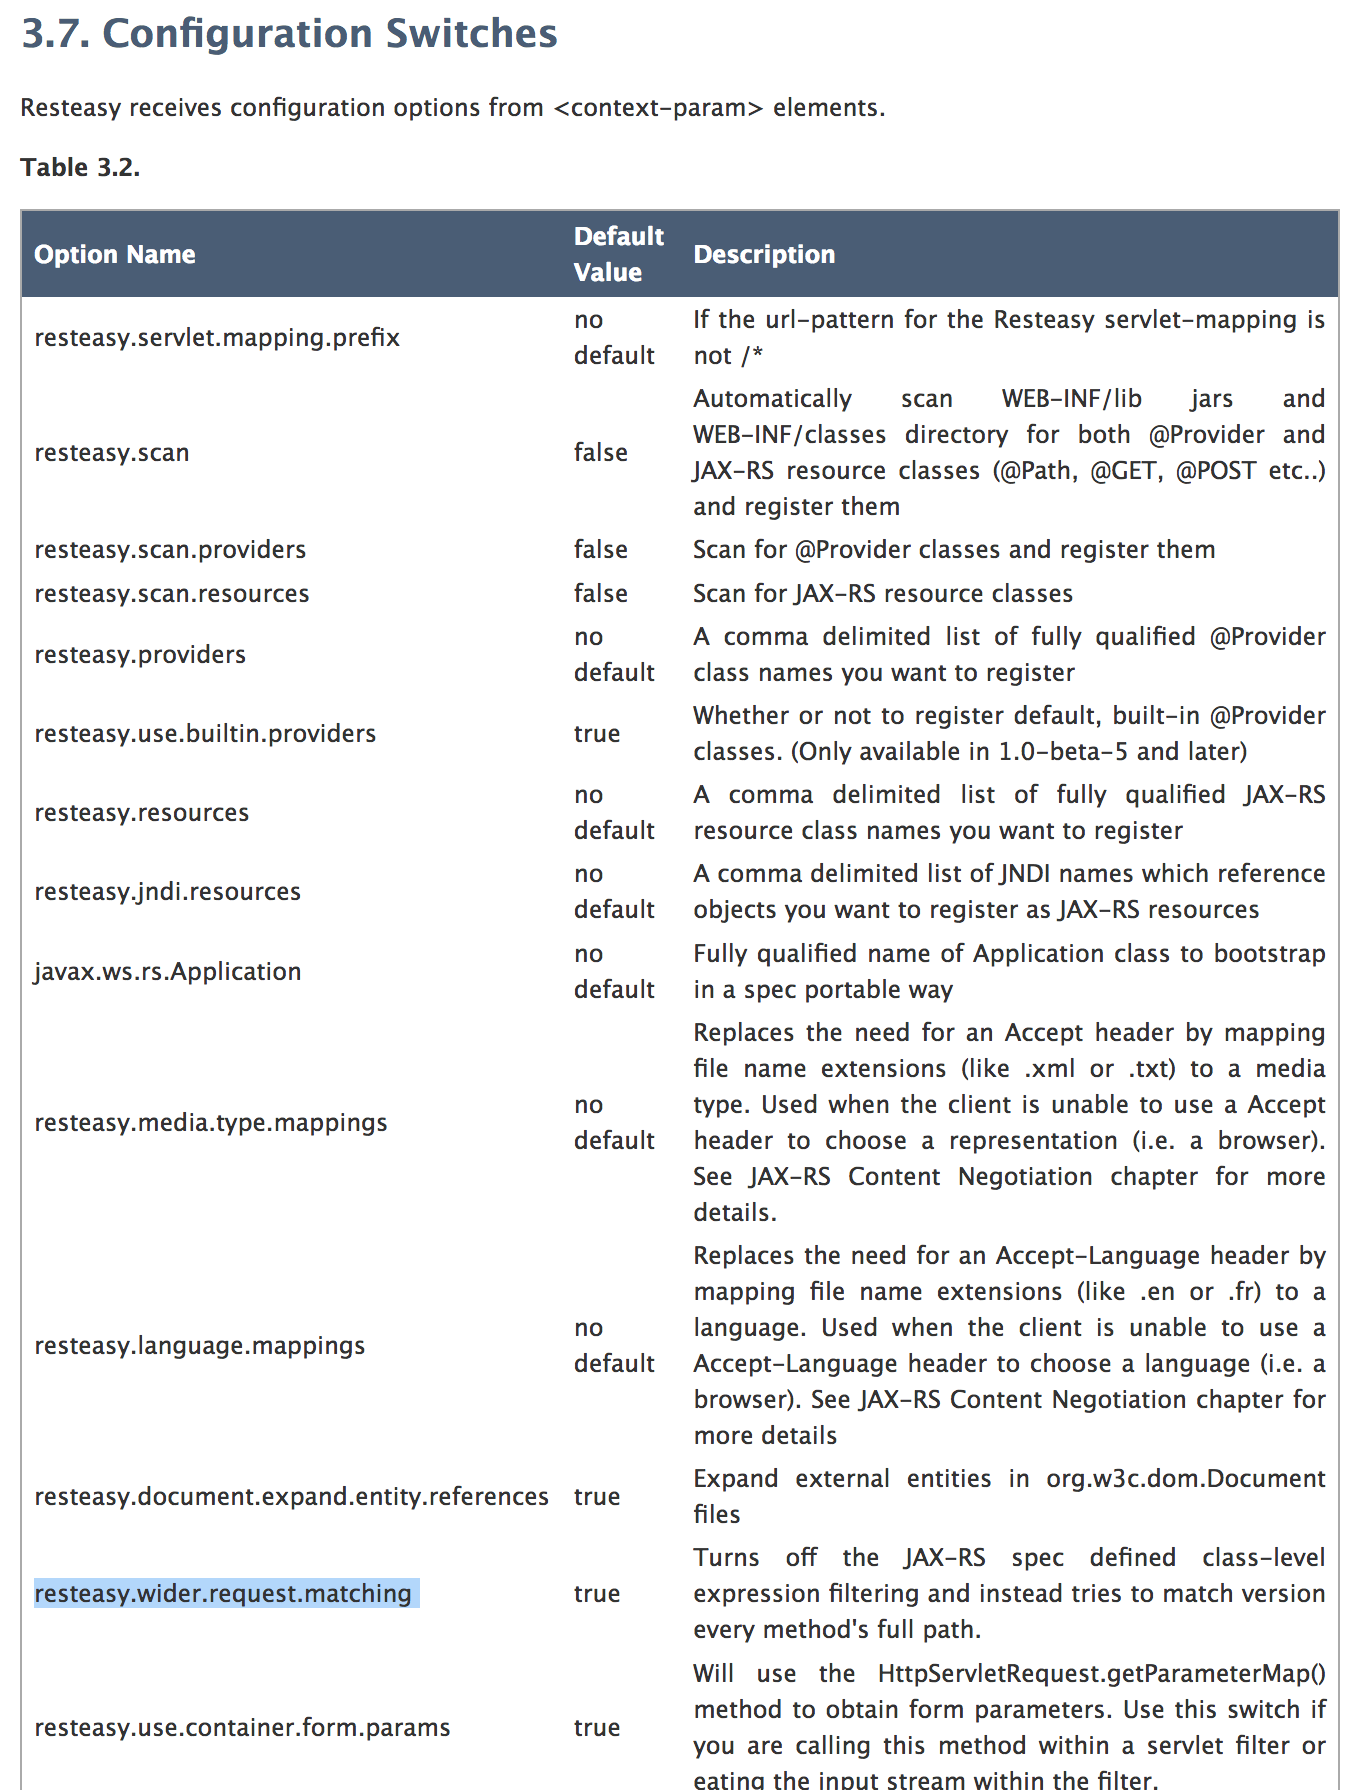 3.7. Configuration Switches
Resteasy receives configuration options from <context-param> elements.
Table 3.2.
Option Name
Default
Value
Description
resteasy.servlet.mapping.prefix
no
default
If the url-pattern for the Resteasy servlet-mapping is
not /*
resteasy.scan
false
Automatically scan WEB-INF/lib jars and
WEB-INF/classes directory for both @Provider and
JAX-RS resource classes (@Path, @GET, @POST etc..)
and register them
resteasy.scan.providers
false
Scan for @Provider classes and register them
resteasy.scan.resources
false
Scan for JAX-RS resource classes
resteasy.providers
no
default
A comma delimited list of fully qualified @Provider
class names you want to register
resteasy.use.builtin.providers
true
Whether or not to register default, built-in @Provider
classes. (Only available in 1.0-beta-5 and later)
resteasy.resources
no
default
A comma delimited list of fully qualified JAX-RS
resource class names you want to register
resteasy.jndi.resources
no
default
A comma delimited list of JNDI names which reference
objects you want to register as JAX-RS resources
javax.ws.rs.Application
no
default
Fully qualified name of Application class to bootstrap
in a spec portable way
resteasy.media.type.mappings
no
default
Replaces the need for an Accept header by mapping
file name extensions (like .xml or .txt) to a media
type. Used when the client is unable to use a Accept
header to choose a representation (i.e. a browser).
See JAX-RS Content Negotiation chapter for more
details.
resteasy.language.mappings
no
default
Replaces the need for an Accept-Language header by
mapping file name extensions (like .en or .fr) to a
language. Used when the client is unable to use a
Accept-Language header to choose a language (i.e. a
browser). See JAX-RS Content Negotiation chapter for
more details
resteasy.document.expand.entity.references
true
Expand external entities in org.w3c.dom.Document
files
resteasy.wider.request.matching
true
Turns off the JAX-RS spec defined class-level
expression filtering and instead tries to match version
every method's full path.
resteasy.use.container.form.params
true
Will use the HttpServletRequest.getParameterMap()
method to obtain form parameters. Use this switch if
you are calling this method within a servlet filter or
eating the input stream within the filter.